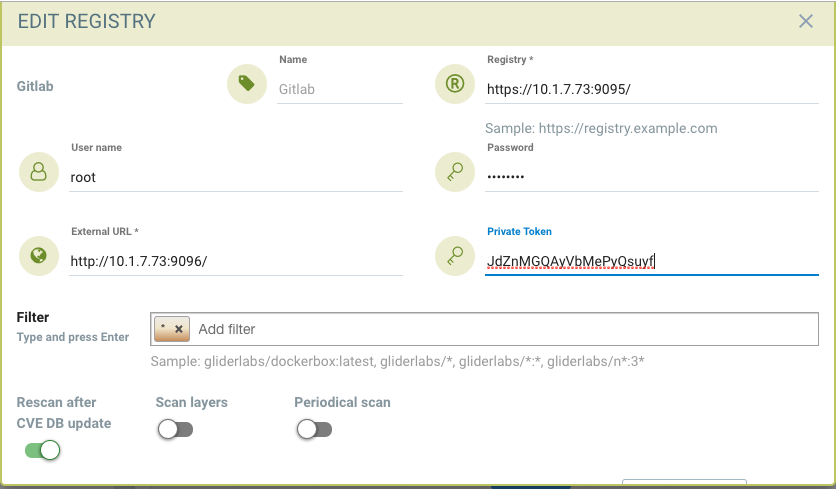 EDIT REGISTRY
Gitlab
Name
Gitlab
Registry *
https://10.1.7.73:9095/
Sample: https://registry.example.com
User name
root
Password
••••••••
External URL *
http://10.1.7.73:9096/
Private Token
JdZnMGQAyVbMePyQsuyf
Filter
Type and press Enter
* × Add filter
Sample: gliderlabs/dockerbox:latest, gliderlabs/*, gliderlabs/*:*, gliderlabs/n*:3*
Rescan after
CVE DB update
Scan layers
Periodical scan